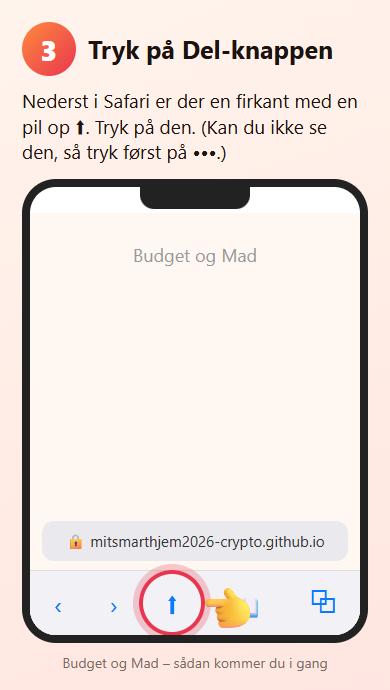 3 Tryk på Del-knappen
Nederst i Safari er der en firkant med en
pil op ⬆. Tryk på den. (Kan du ikke se
den, så tryk først på •••.)
Budget og Mad
🔒 mitsmarthjem2026-crypto.github.io
‹ › ⬆
Budget og Mad – sådan kommer du i gang